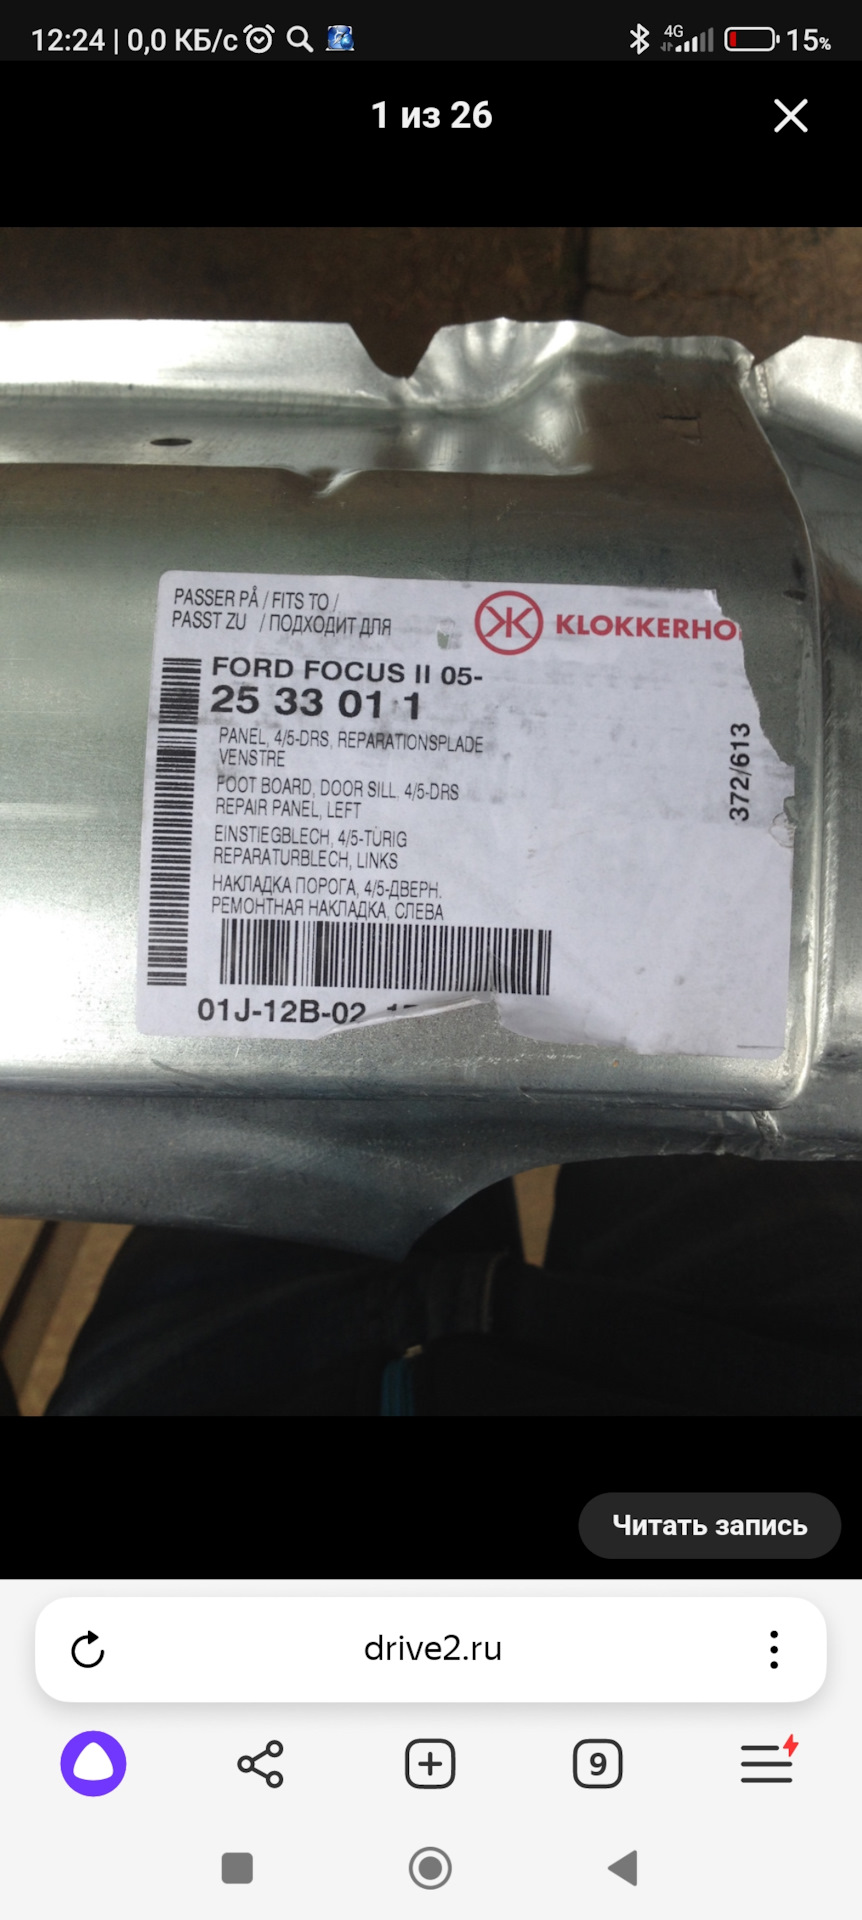 12:24 | 0,0 КБ/с
4G
15%
1 из 26
PASSER PÅ / FITS TO /
PASST ZU / ПОДХОДИТ ДЛЯ
KLOKKERHO
FORD FOCUS II 05-
25 33 01 1
PANEL, 4/5-DRS, REPARATIONSPLADE
VENSTRE
FOOT BOARD, DOOR SILL, 4/5-DRS
REPAIR PANEL, LEFT
EINSTIEGBLECH, 4/5-TÜRIG
REPARATURBLECH, LINKS
НАКЛАДКА ПОРОГА, 4/5-ДВЕРН.
РЕМОНТНАЯ НАКЛАДКА, СЛЕВА
372/613
01J-12B-02
Читать запись
drive2.ru
9